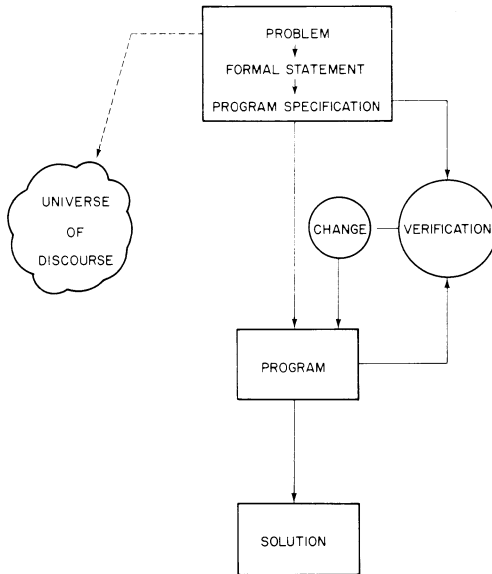 PROBLEM
FORMAL STATEMENT
PROGRAM SPECIFICATION
UNIVERSE
OF
DISCOURSE
CHANGE
VERIFICATION
PROGRAM
SOLUTION